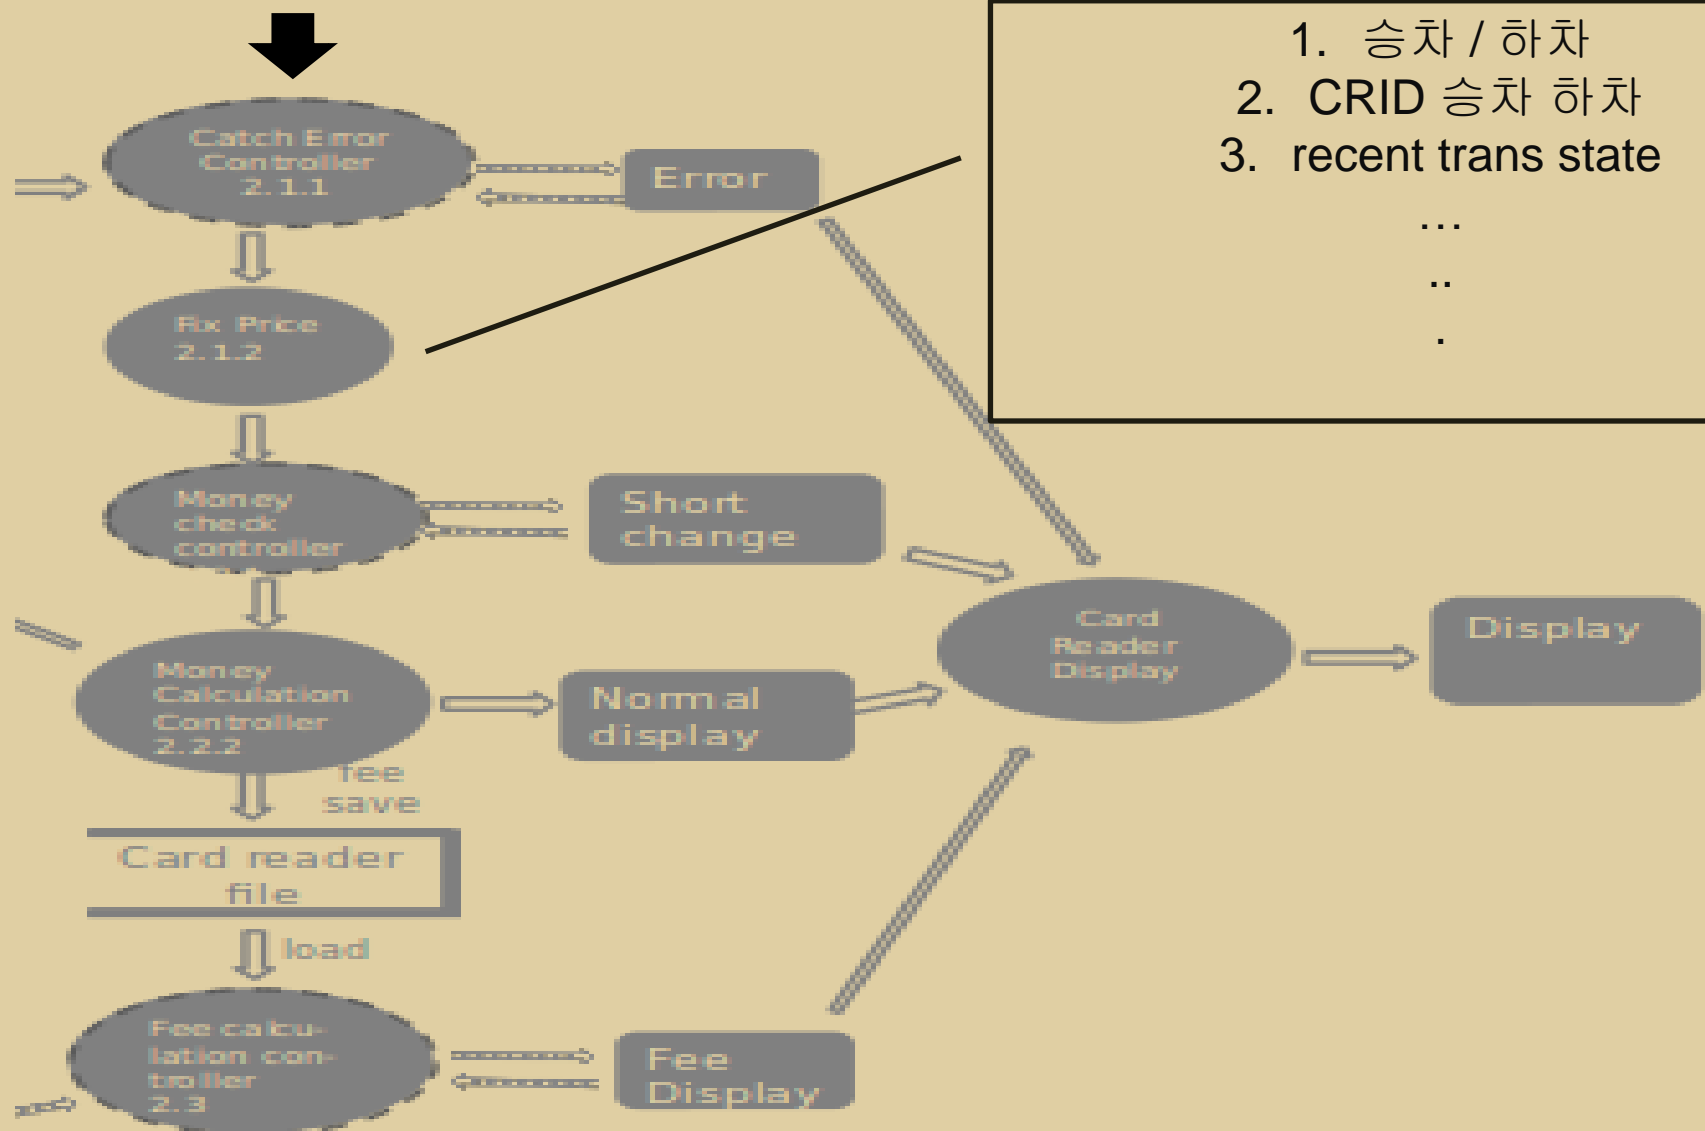 1. 승차 / 하차
2. CRID 승차 하차
3. recent trans state
...
..
.
Catch Error
Controller
2.1.1
Error
Fix Price
2.1.2
Money
check
controller
Short
change
Card
Reader
Display
Display
Money
Calculation
Controller
2.2.2
Normal
display
fee
save
Card reader
file
load
Fee calcu-
lation con-
troller
2.3
Fee
Display